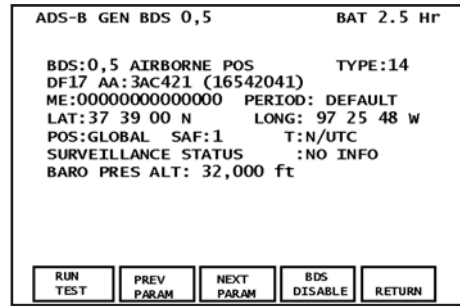 ADS-B GEN BDS 0,5 BAT 2.5 Hr
BDS:0,5 AIRBORNE POS TYPE:14
DF17 AA:3AC421 (16542041)
ME:00000000000000 PERIOD: DEFAULT
LAT:37 39 00 N LONG: 97 25 48 W
POS:GLOBAL SAF:1 T:N/UTC
SURVEILLANCE STATUS :NO INFO
BARO PRES ALT: 32,000 ft
RUN TEST PREV PARAM NEXT PARAM BDS DISABLE RETURN